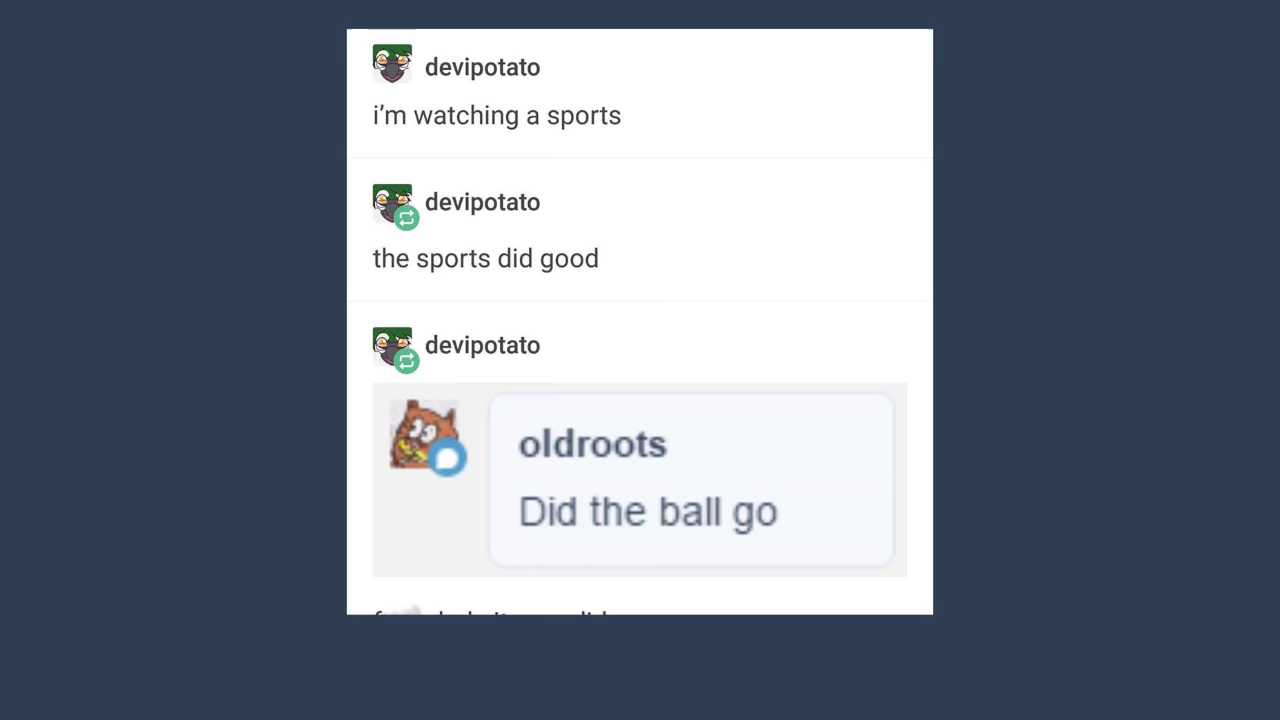 devipotato
i’m watching a sports
devipotato
the sports did good
devipotato
oldroots
Did the ball go